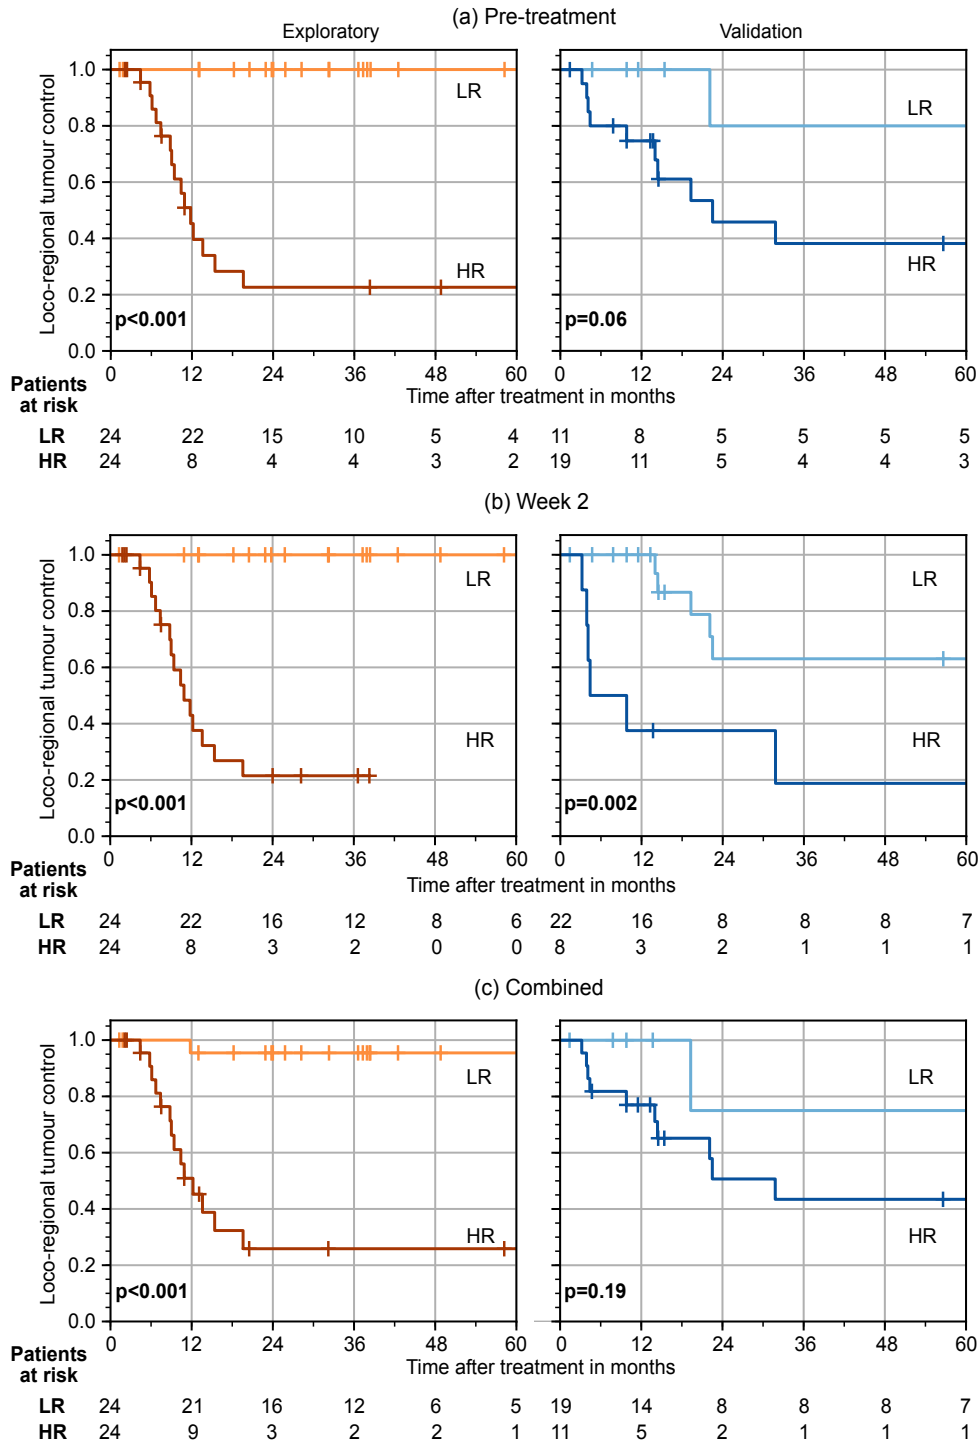 (a) Pre-treatment
Exploratory Validation
Loco-regional tumour control
1.0
0.8
0.6
0.4
0.2
0.0
LR
HR
p<0.001
LR
HR
p=0.06
0 12 24 36 48 60 0 12 24 36 48 60
Time after treatment in months
Patients
at risk
LR 24 22 15 10 5 4 11 8 5 5 5 5
HR 24 8 4 4 3 2 19 11 5 4 4 3
(b) Week 2
Loco-regional tumour control
1.0
0.8
0.6
0.4
0.2
0.0
LR
HR
p<0.001
LR
HR
p=0.002
0 12 24 36 48 60 0 12 24 36 48 60
Time after treatment in months
Patients
at risk
LR 24 22 16 12 8 6 22 16 8 8 8 7
HR 24 8 3 2 0 0 8 3 2 1 1 1
(c) Combined
Loco-regional tumour control
1.0
0.8
0.6
0.4
0.2
0.0
LR
HR
p<0.001
LR
HR
p=0.19
0 12 24 36 48 60 0 12 24 36 48 60
Time after treatment in months
Patients
at risk
LR 24 21 16 12 6 5 19 14 8 8 8 7
HR 24 9 3 2 2 1 11 5 2 1 1 1